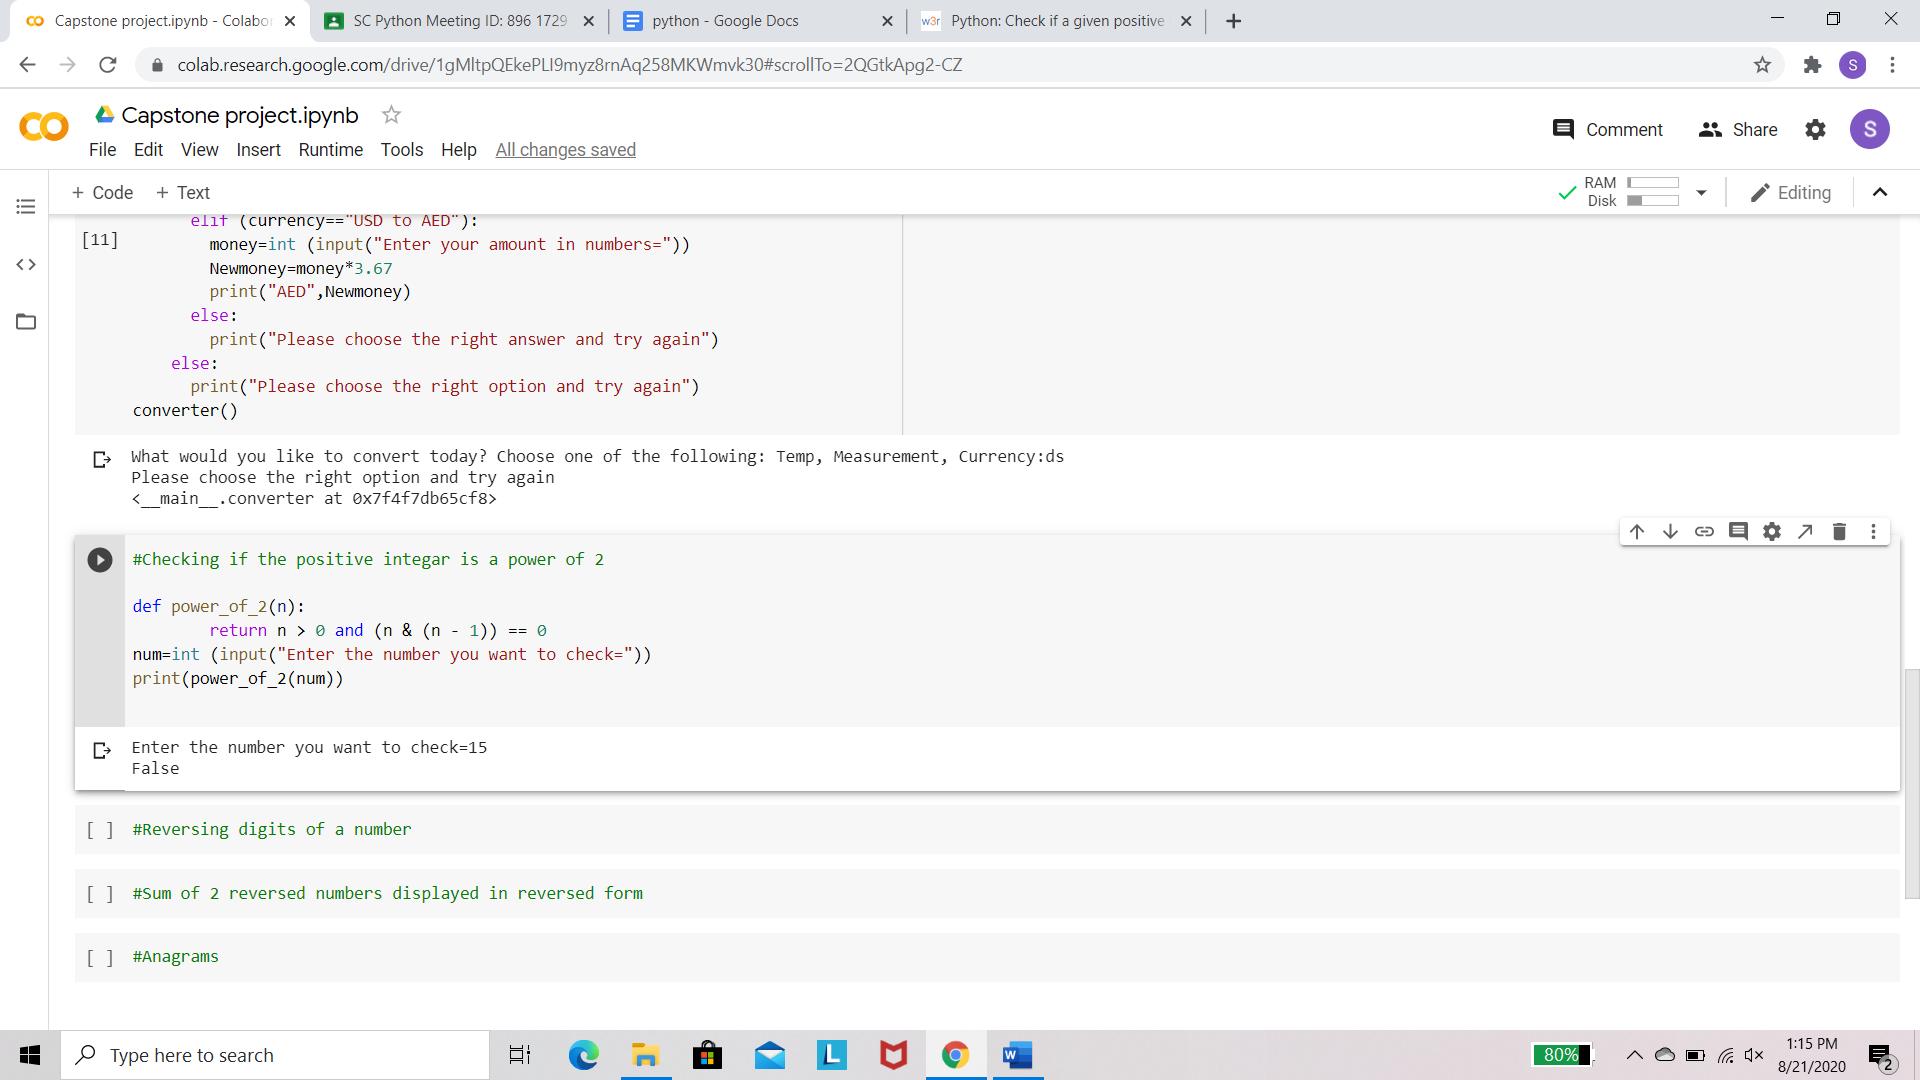 Capstone project.ipynb - Colabor
SC Python Meeting ID: 896 1729
python - Google Docs
w3r Python: Check if a given positive
colab.research.google.com/drive/1gMltpQEkePLI9myz8rnAq258MKWmvk30#scrollTo=2QGtkApg2-CZ
S
Capstone project.ipynb
Comment
Share
S
File Edit View Insert Runtime Tools Help All changes saved
+ Code + Text
RAM
Disk
Editing
elif (currency=="USD to AED"):
[11]
money=int (input("Enter your amount in numbers="))
Newmoney=money*3.67
print("AED",Newmoney)
else:
print("Please choose the right answer and try again")
else:
print("Please choose the right option and try again")
converter()
What would you like to convert today? Choose one of the following: Temp, Measurement, Currency:ds
Please choose the right option and try again
<__main__.converter at 0x7f4f7db65cf8>
#Checking if the positive integar is a power of 2
def power_of_2(n):
return n > 0 and (n & (n - 1)) == 0
num=int (input("Enter the number you want to check="))
print(power_of_2(num))
Enter the number you want to check=15
False
[ ] #Reversing digits of a number
[ ] #Sum of 2 reversed numbers displayed in reversed form
[ ] #Anagrams
Type here to search
L
W
80%
1:15 PM
8/21/2020
2